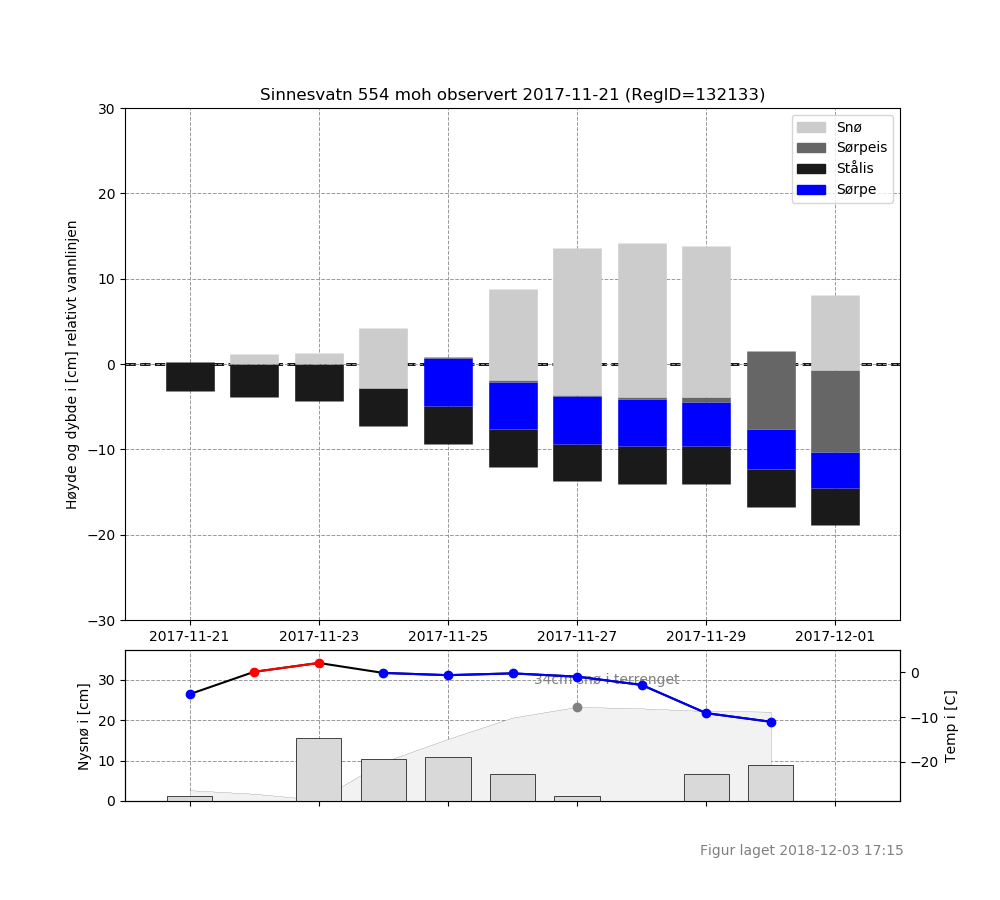 Sinnesvatn 554 moh observert 2017-11-21 (RegID=132133)
Snø
Sørpeis
Stålis
Sørpe
Høyde og dybde i [cm] relativt vannlinjen
30
20
10
0
−10
−20
−30
2017-11-21 2017-11-23 2017-11-25 2017-11-27 2017-11-29 2017-12-01
34cm snø i terrenget
Nysnø i [cm]
30
20
10
0
0
−10
−20
Temp i [C]
Figur laget 2018-12-03 17:15